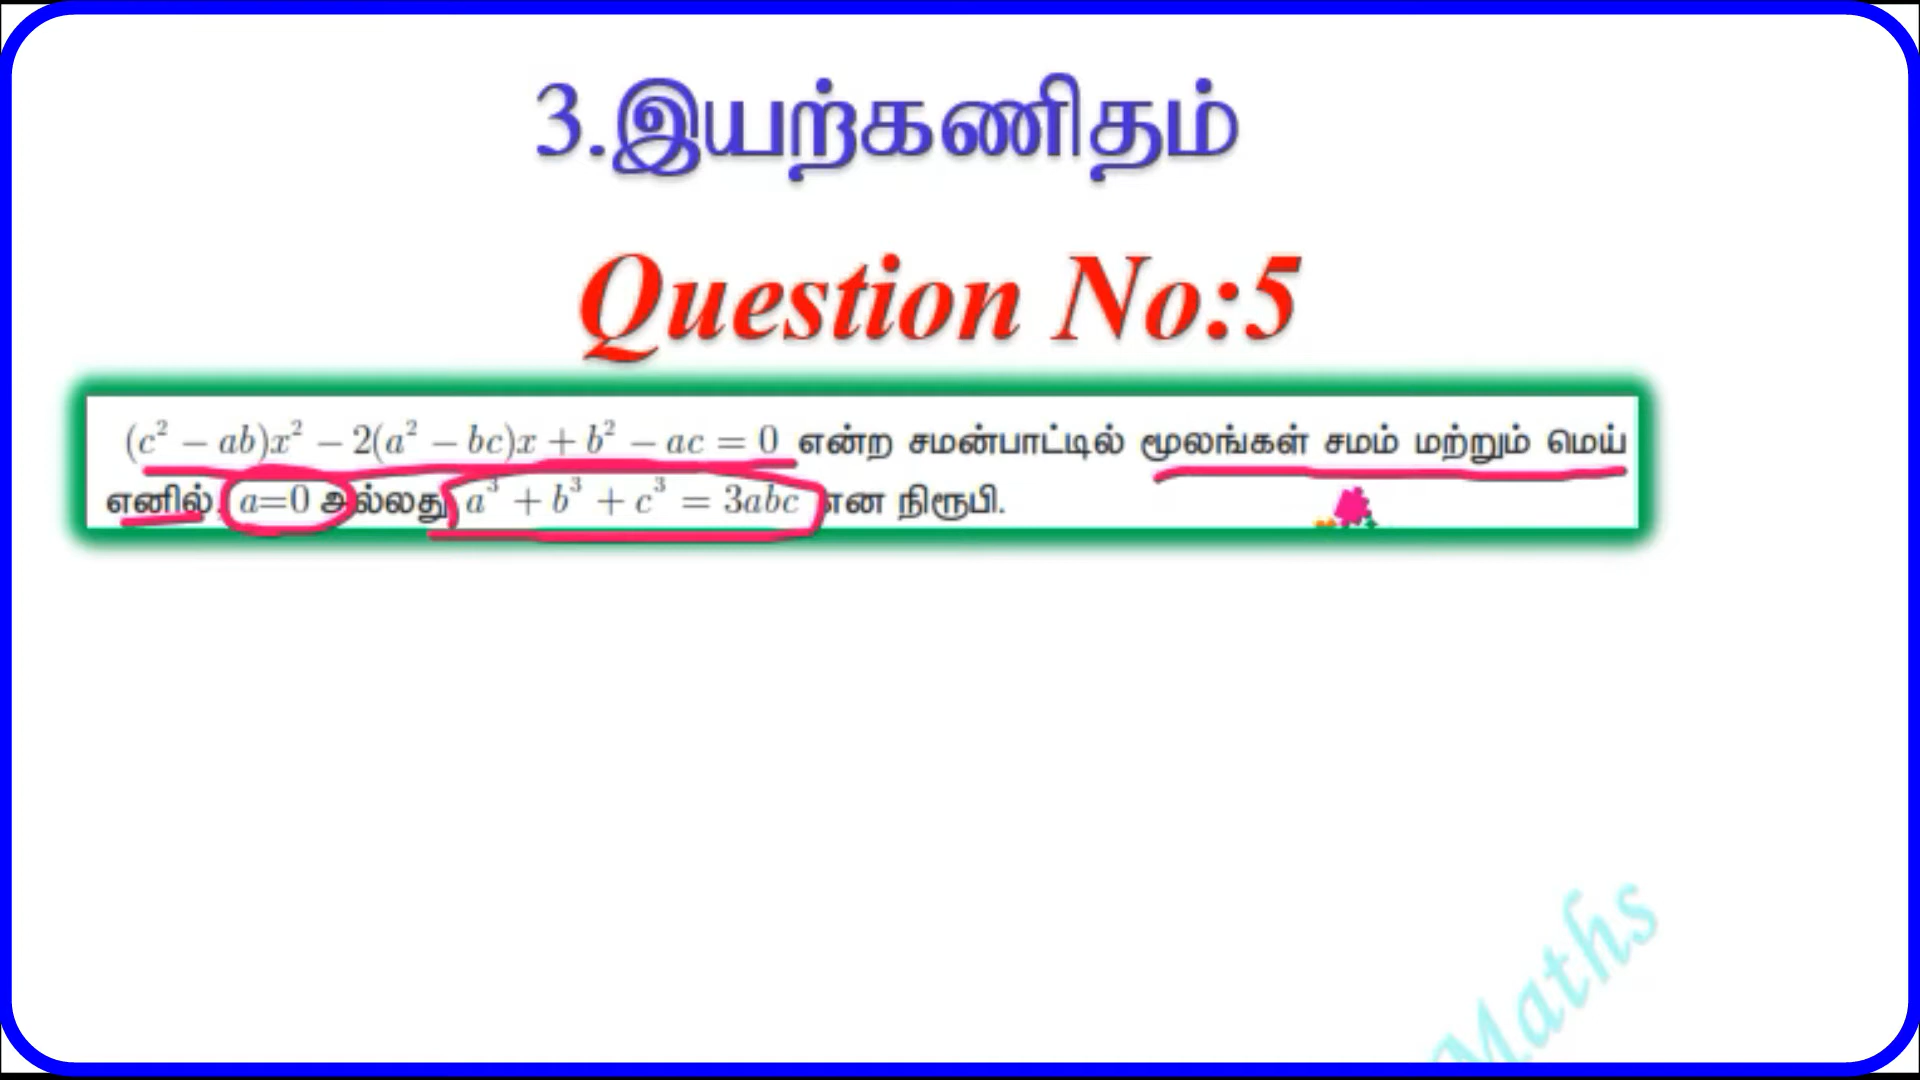 3.இயற்கணிதம்
Question No:5
(c² − ab)x² − 2(a² − bc)x + b² − ac = 0 என்ற சமன்பாட்டில் மூலங்கள் சமம் மற்றும் மெய்
எனில் a=0 அல்லது a³ + b³ + c³ = 3abc என நிரூபி.
Maths